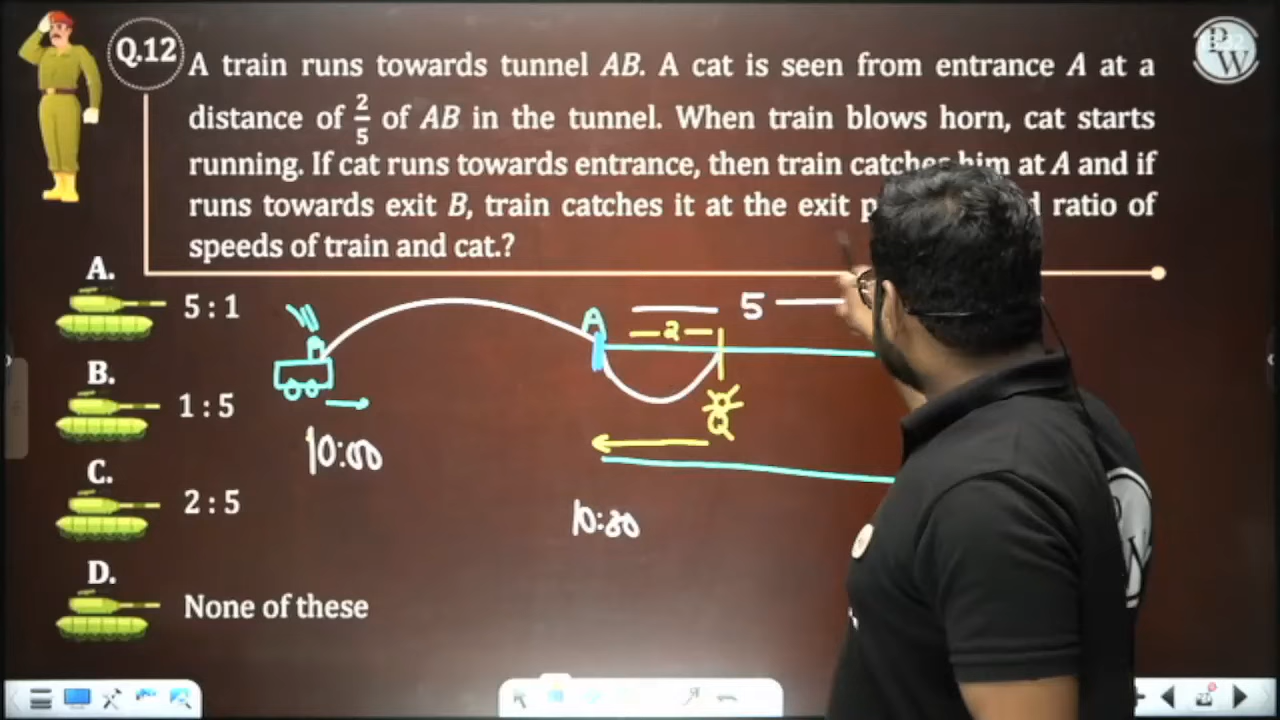 Q.12
A train runs towards tunnel AB. A cat is seen from entrance A at a
distance of 2/5 of AB in the tunnel. When train blows horn, cat starts
running. If cat runs towards entrance, then train catches him at A and if
runs towards exit B, train catches it at the exit ratio of
speeds of train and cat.?
A. 5 : 1
B. 1 : 5
C. 2 : 5
D. None of these
A
5
2
10:00
10:30
PW
W